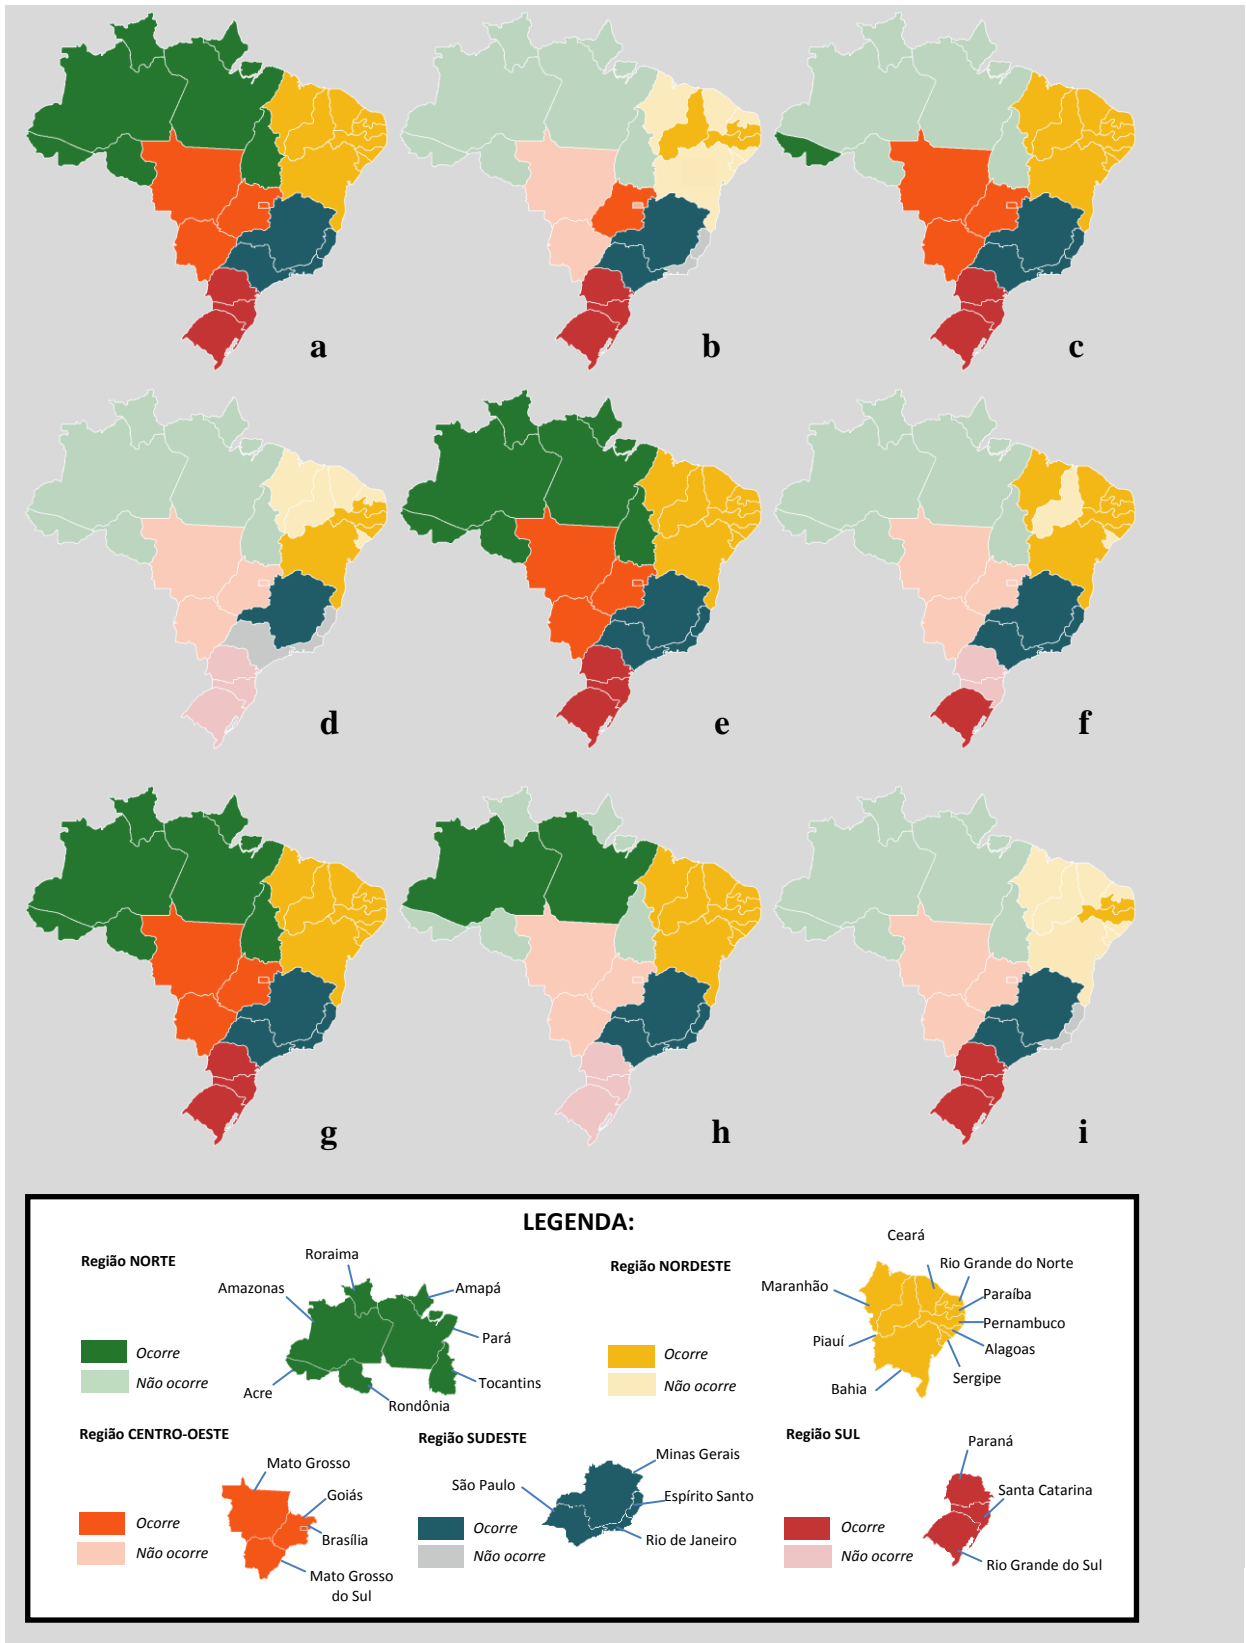 a
b
c
d
e
f
g
h
i
LEGENDA:
Região NORTE
Roraima
Amazonas
Amapá
Pará
Tocantins
Acre
Rondônia
Ocorre
Não ocorre
Região NORDESTE
Ceará
Rio Grande do Norte
Maranhão
Paraíba
Pernambuco
Piauí
Alagoas
Sergipe
Bahia
Ocorre
Não ocorre
Região CENTRO-OESTE
Mato Grosso
Goiás
Brasília
Mato Grosso
do Sul
Ocorre
Não ocorre
Região SUDESTE
Minas Gerais
São Paulo
Espírito Santo
Rio de Janeiro
Ocorre
Não ocorre
Região SUL
Paraná
Santa Catarina
Rio Grande do Sul
Ocorre
Não ocorre